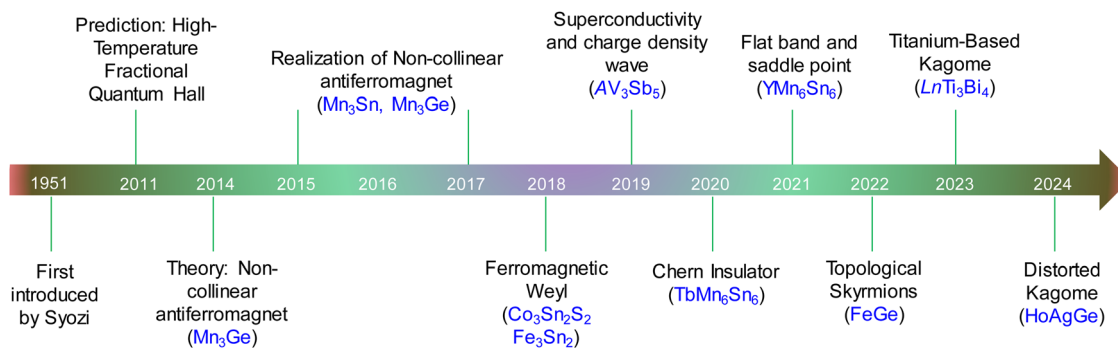 Prediction: High-
Temperature
Fractional
Quantum Hall
Realization of Non-collinear
antiferromagnet
(Mn₃Sn, Mn₃Ge)
Superconductivity
and charge density
wave
(AV₃Sb₅)
Flat band and
saddle point
(YMn₆Sn₆)
Titanium-Based
Kagome
(LnTi₃Bi₄)
1951 2011 2014 2015 2016 2017 2018 2019 2020 2021 2022 2023 2024
First
introduced
by Syozi
Theory: Non-
collinear
antiferromagnet
(Mn₃Ge)
Ferromagnetic
Weyl
(Co₃Sn₂S₂
Fe₃Sn₂)
Chern Insulator
(TbMn₆Sn₆)
Topological
Skyrmions
(FeGe)
Distorted
Kagome
(HoAgGe)